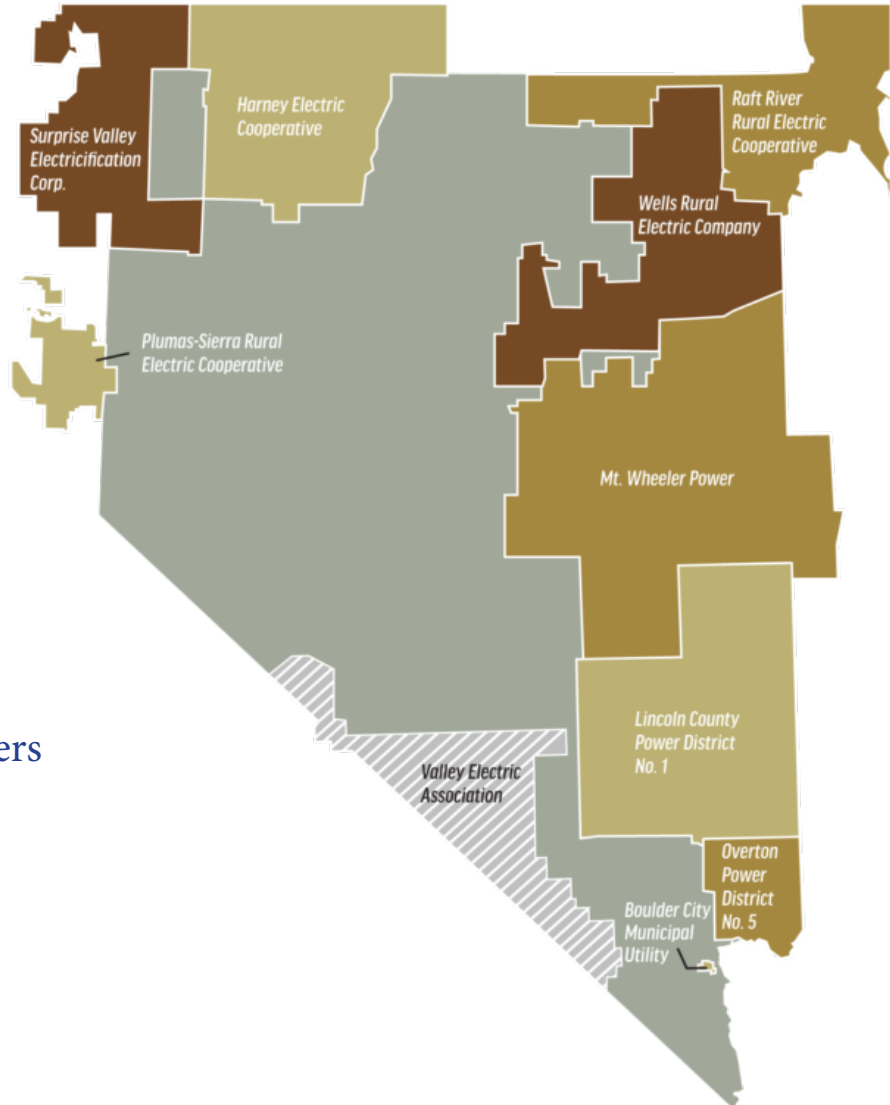 Harney Electric
Cooperative
Raft River
Rural Electric
Cooperative
Surprise Valley
Electricification
Corp.
Wells Rural
Electric Company
Plumas-Sierra Rural
Electric Cooperative
Mt. Wheeler Power
Lincoln County
Power District
No. 1
ers
Valley Electric
Association
Overton
Power
District
No. 5
Boulder City
Municipal
Utility